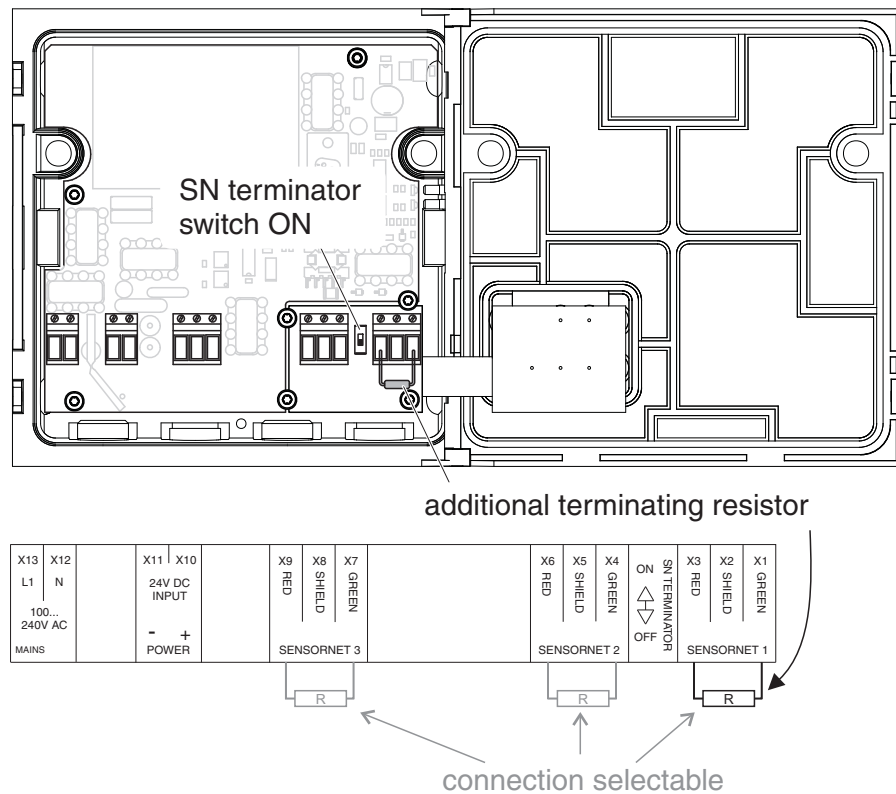 SN terminator
switch ON
additional terminating resistor
X13 X12
L1 N
100...
240V AC
MAINS
X11 X10
24V DC
INPUT
- +
POWER
X9 X8 X7
RED SHIELD GREEN
SENSORNET 3
X6 X5 X4
RED SHIELD GREEN
SENSORNET 2
ON
OFF
SN TERMINATOR
X3 X2 X1
RED SHIELD GREEN
SENSORNET 1
R
R
R
connection selectable